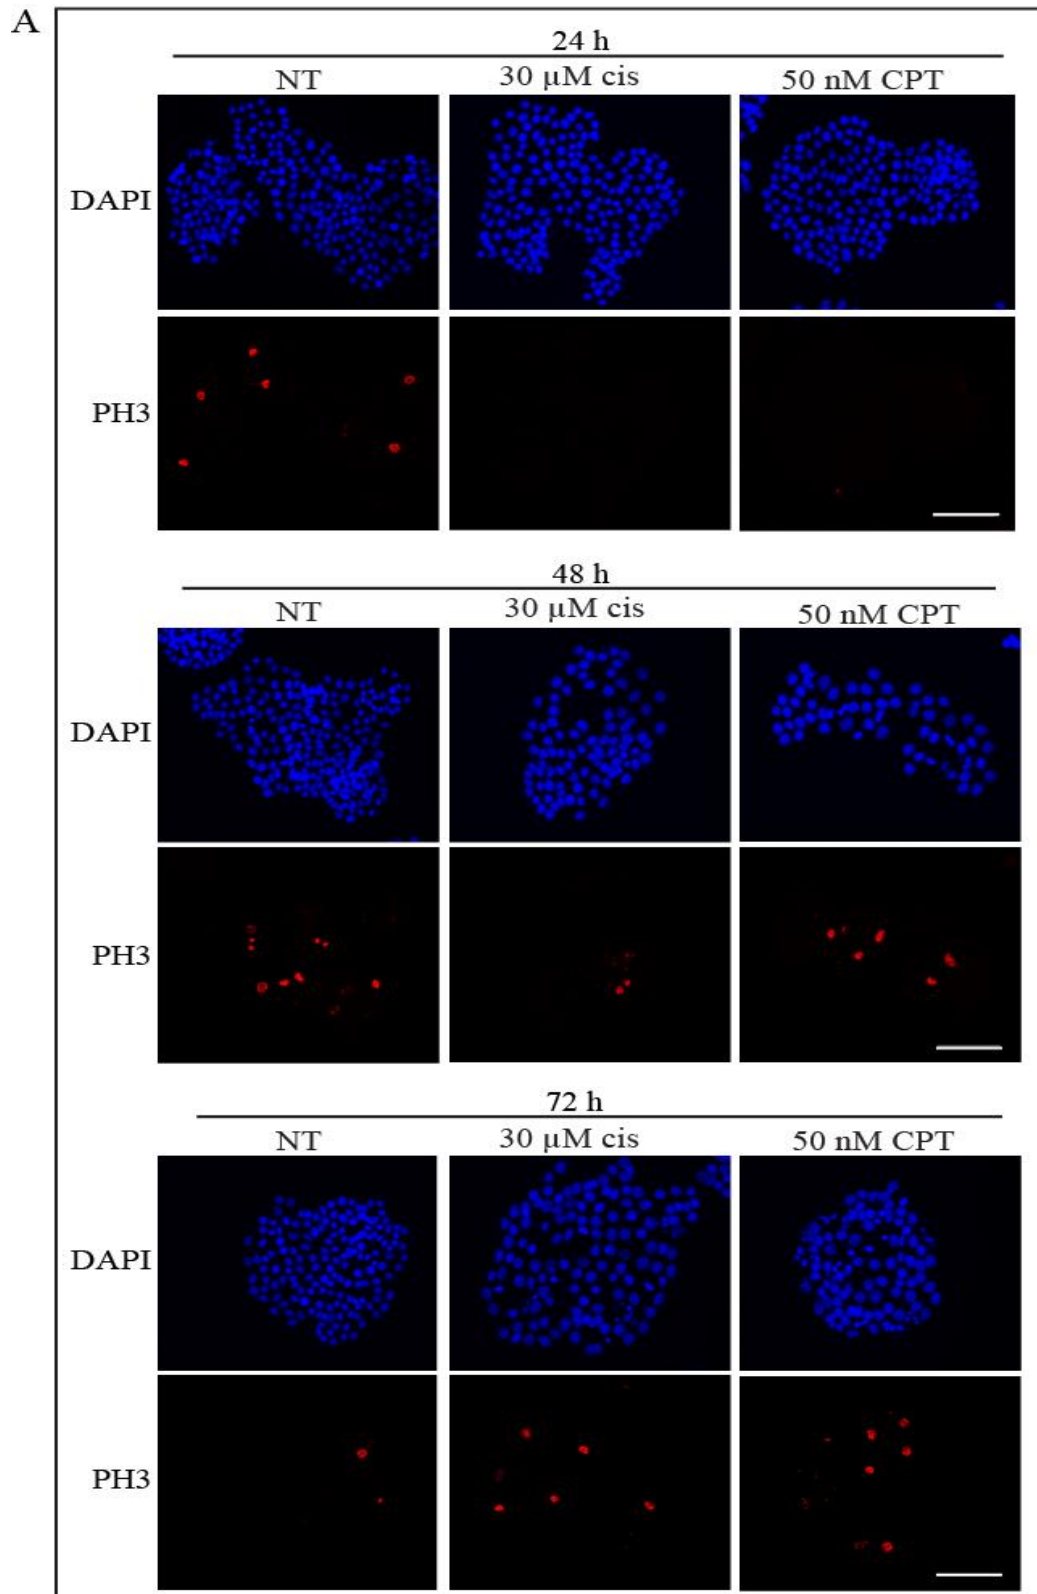 A
24 h
NT 30 µM cis 50 nM CPT
DAPI
PH3
48 h
NT 30 µM cis 50 nM CPT
DAPI
PH3
72 h
NT 30 µM cis 50 nM CPT
DAPI
PH3